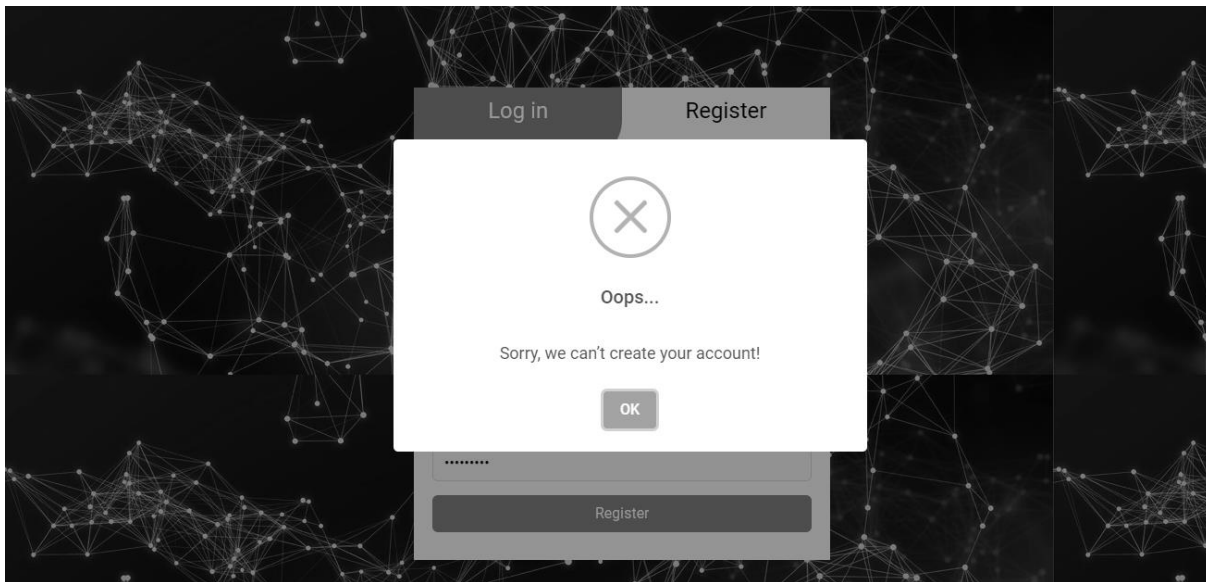 Log in
Register
Oops...
Sorry, we can’t create your account!
OK
•••••••••
Register